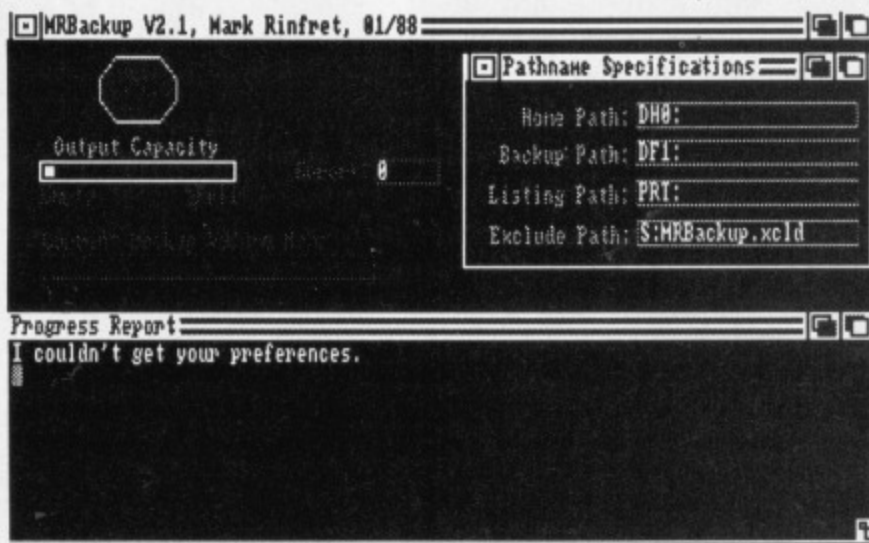 MRBackup V2.1, Mark Rinfret, 01/88
Pathname Specifications
Home Path: DH0:
Backup Path: DF1:
Listing Path: PRT:
Exclude Path: S:MRBackup.xcld
Output Capacity
0
Progress Report
I couldn't get your preferences.